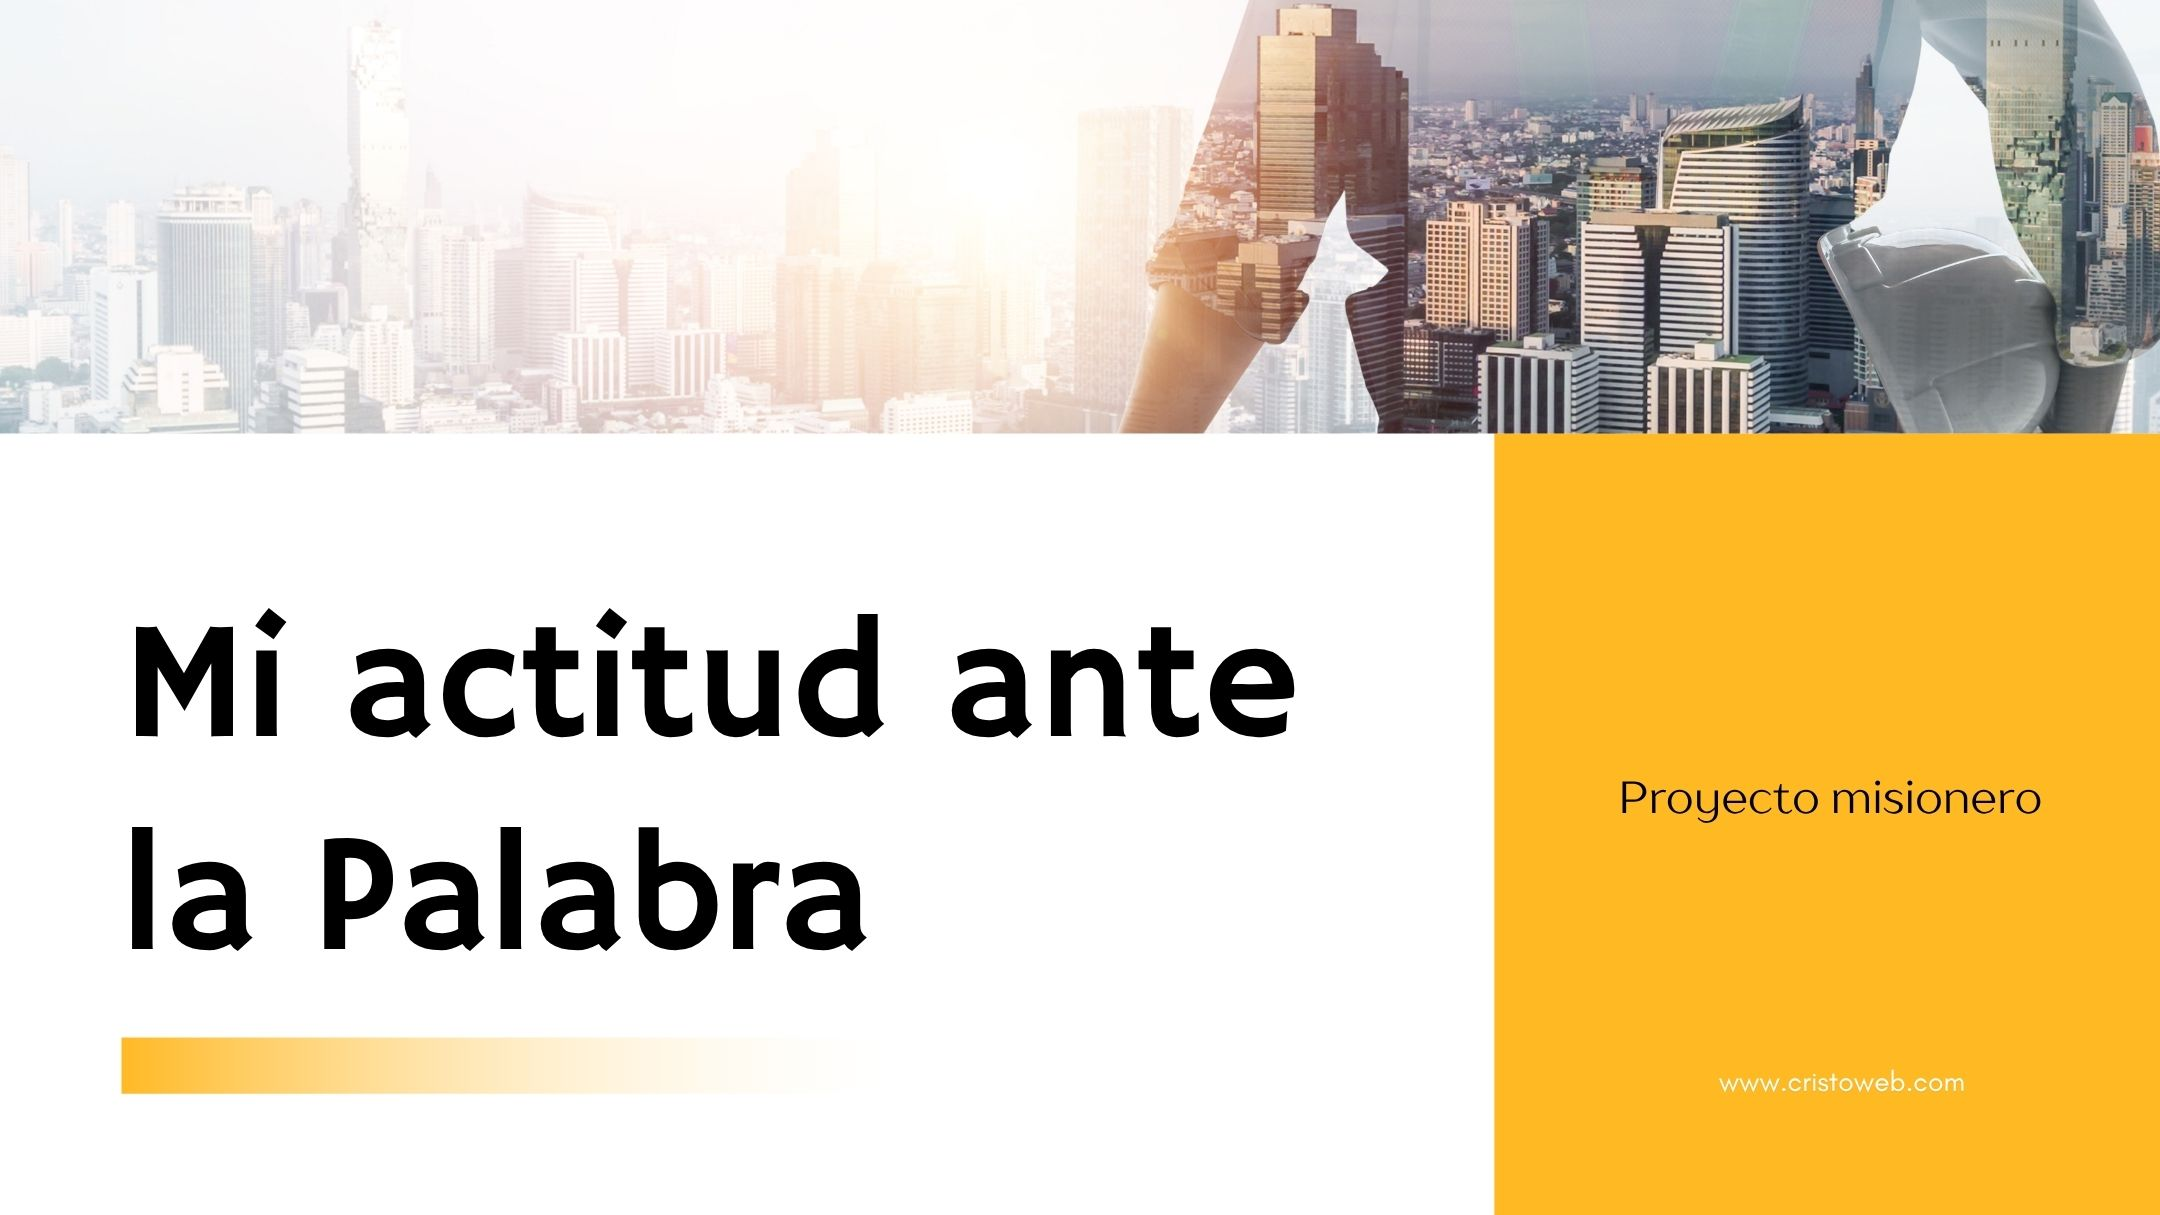 Mi actitud ante
la Palabra
Proyecto misionero
www.cristoweb.com